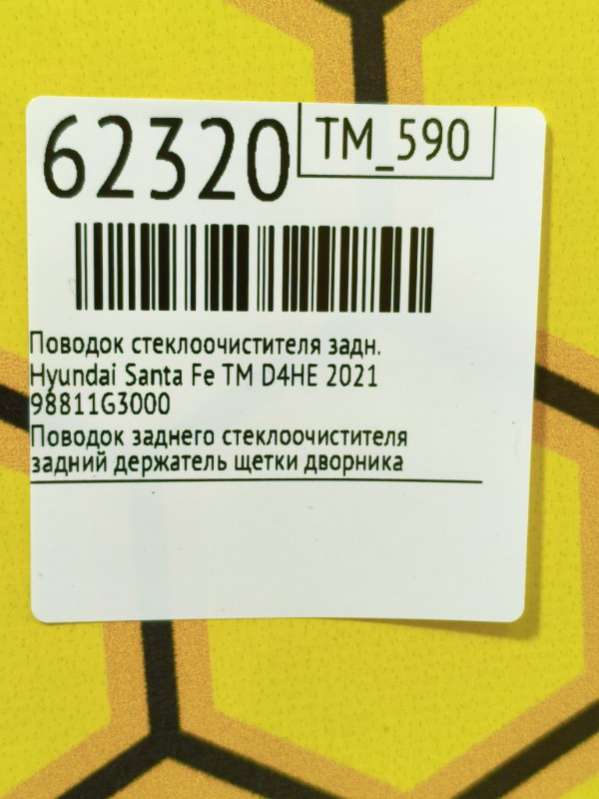 62320
TM_590
Поводок стеклоочистителя задн.
Hyundai Santa Fe TM D4HE 2021
98811G3000
Поводок заднего стеклоочистителя
задний держатель щетки дворника